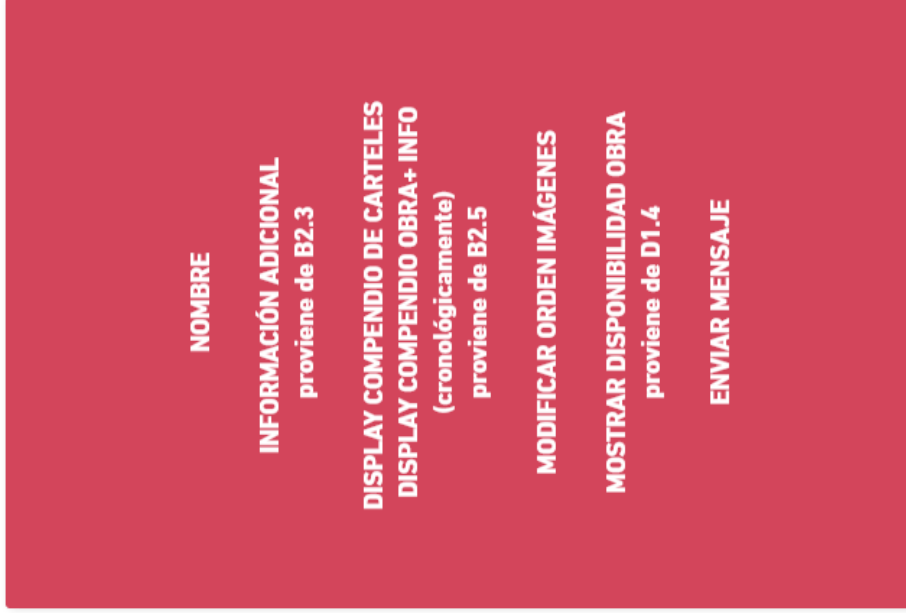 NOMBRE
INFORMACIÓN ADICIONAL
proviene de B2.3
DISPLAY COMPENDIO DE CARTELES
DISPLAY COMPENDIO OBRA+ INFO
(cronológicamente)
proviene de B2.5
MODIFICAR ORDEN IMÁGENES
MOSTRAR DISPONIBILIDAD OBRA
proviene de D1.4
ENVIAR MENSAJE